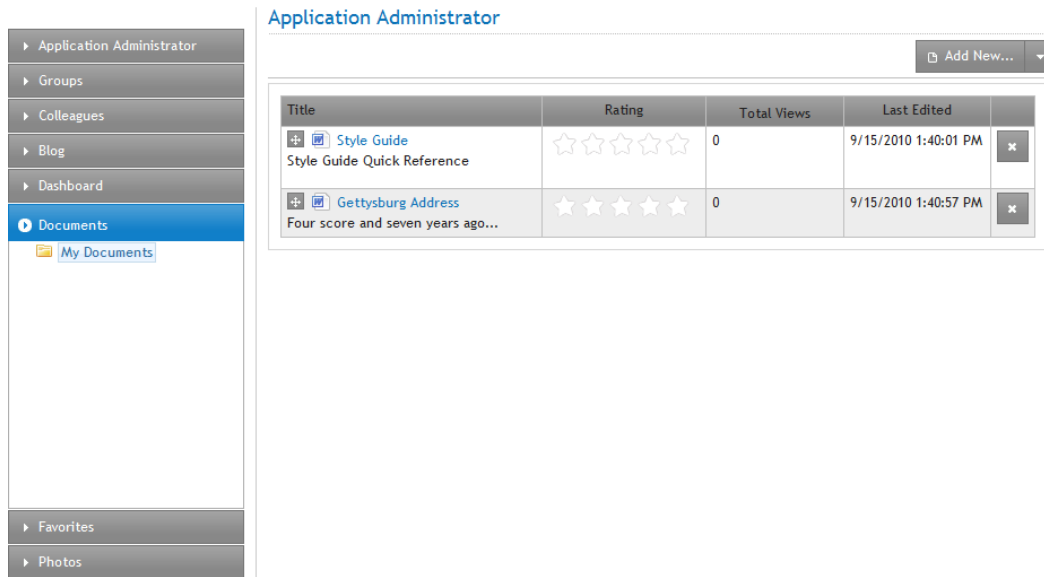 Application Administrator
Application Administrator
Groups
Colleagues
Blog
Dashboard
Documents
My Documents
Favorites
Photos
Add New...
Title Rating Total Views Last Edited
Style Guide 0 9/15/2010 1:40:01 PM
Style Guide Quick Reference
Gettysburg Address 0 9/15/2010 1:40:57 PM
Four score and seven years ago...